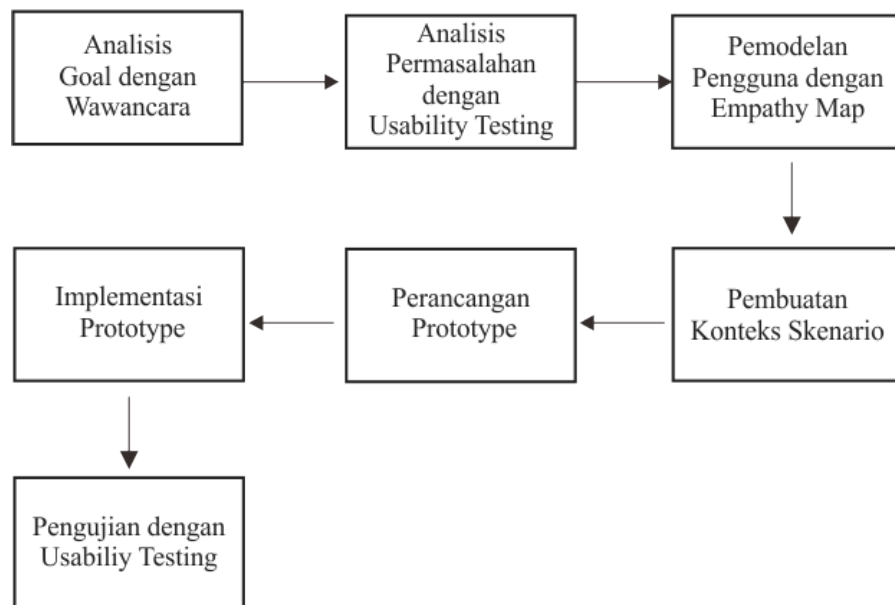 Analisis
Goal dengan
Wawancara
Analisis
Permasalahan
dengan
Usability Testing
Pemodelan
Pengguna dengan
Empathy Map
Pembuatan
Konteks Skenario
Perancangan
Prototype
Implementasi
Prototype
Pengujian dengan
Usabiliy Testing